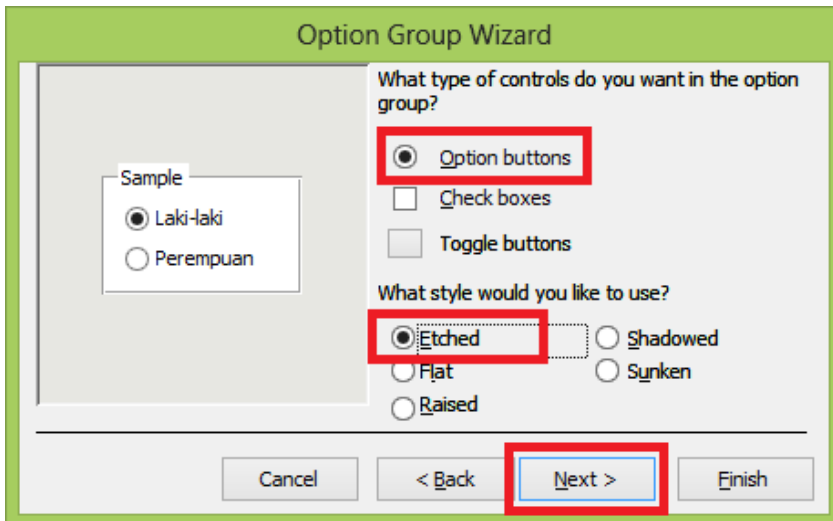 Option Group Wizard
What type of controls do you want in the option
group?
Sample
Laki-laki
Perempuan
Option buttons
Check boxes
Toggle buttons
What style would you like to use?
Etched
Shadowed
Flat
Sunken
Raised
Cancel
< Back
Next >
Finish